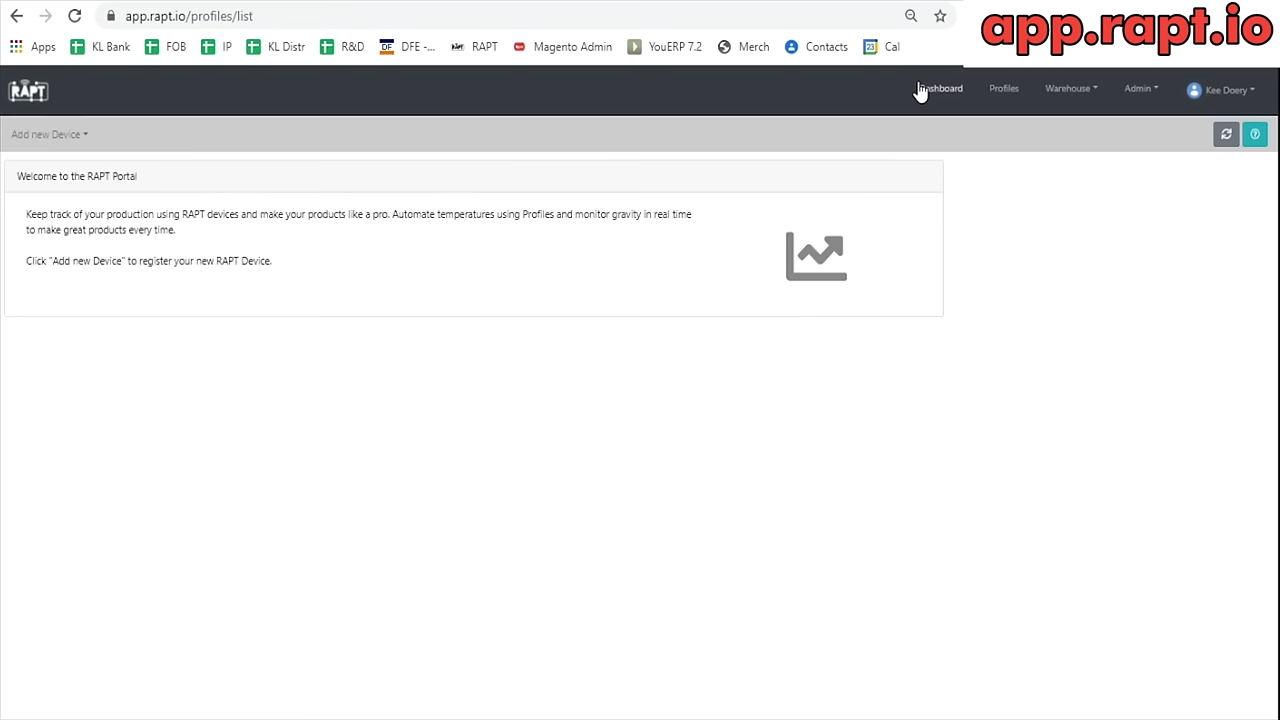 app.rapt.io/profiles/list
app.rapt.io
Apps KL Bank FOB IP KL Distr R&D DF DFE -... RAPT Magento Admin YouERP 7.2 Merch Contacts 23 Cal
RAPT
Dashboard Profiles Warehouse Admin Kee Doery
Add new Device
Welcome to the RAPT Portal
Keep track of your production using RAPT devices and make your products like a pro. Automate temperatures using Profiles and monitor gravity in real time
to make great products every time.
Click "Add new Device" to register your new RAPT Device.